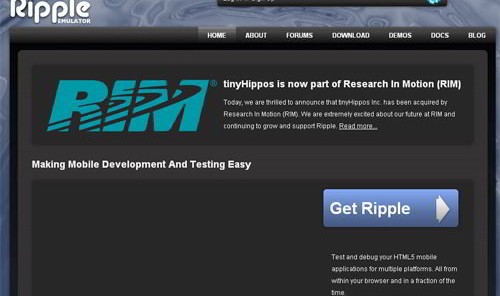 Ripple
EMULATOR
HOME ABOUT FORUMS DOWNLOAD DEMOS DOCS BLOG
RIM®
tinyHippos is now part of Research In Motion (RIM)
Today, we are thrilled to announce that tinyHippos Inc. has been acquired by
Research In Motion (RIM). We are extremely excited about our future at RIM and
continuing to grow and support Ripple. Read more...
Making Mobile Development And Testing Easy
Get Ripple
Test and debug your HTML5 mobile
applications for multiple platforms. All from
within your browser and in a fraction of the
time.